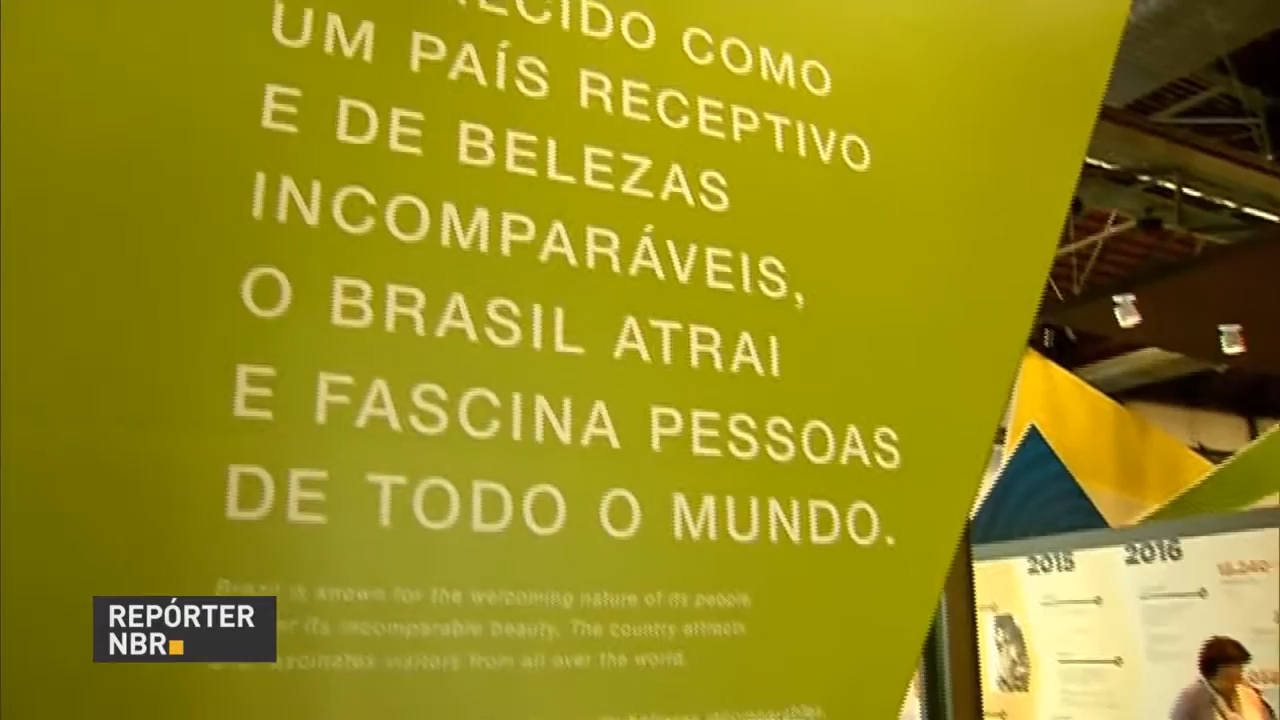 COMO
UM PAÍS RECEPTIVO
E DE BELEZAS
INCOMPARÁVEIS,
O BRASIL ATRAI
E FASCINA PESSOAS
DE TODO O MUNDO.
Brazil is known for the welcoming nature of its people
its incomparable beauty. The country attracts
visitors from all over the world.
REPÓRTER
NBR
2015
2016